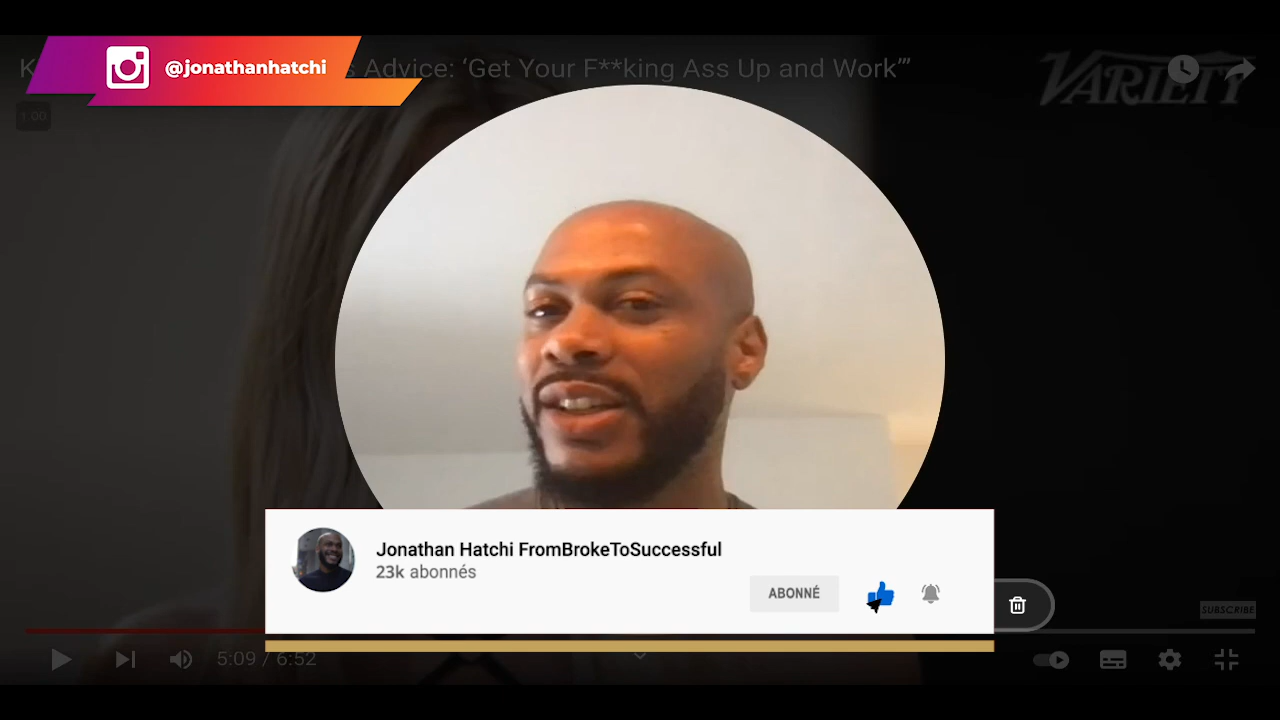 @jonathanhatchi
K
s Advice: ‘Get Your F**king Ass Up and Work’”
VARIETY
1.00
Jonathan Hatchi FromBrokeToSuccessful
23k abonnés
ABONNÉ
SUBSCRIBE
5:09 / 6:52